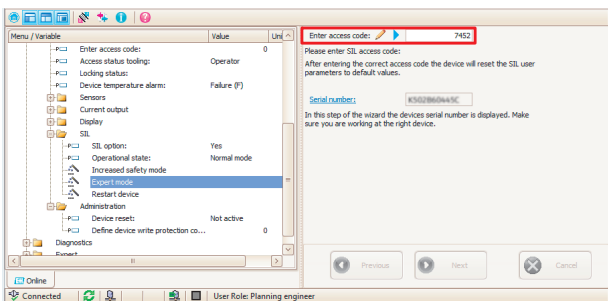 Menu / Variable Value Uni
Enter access code: 0
Access status tooling: Operator
Locking status:
Device temperature alarm: Failure (F)
Sensors
Current output
Display
SIL
SIL option: Yes
Operational state: Normal mode
Increased safety mode
Expert mode
Restart device
Administration
Device reset: Not active
Define device write protection co... 0
Diagnostics
Expert
Online
Enter access code: 7452
Please enter SIL access code:
After entering the correct access code the device will reset the SIL user
parameters to default values.
Serial number:
In this step of the wizard the devices serial number is displayed. Make
sure you are working at the right device.
Previous Next Cancel
Connected User Role: Planning engineer